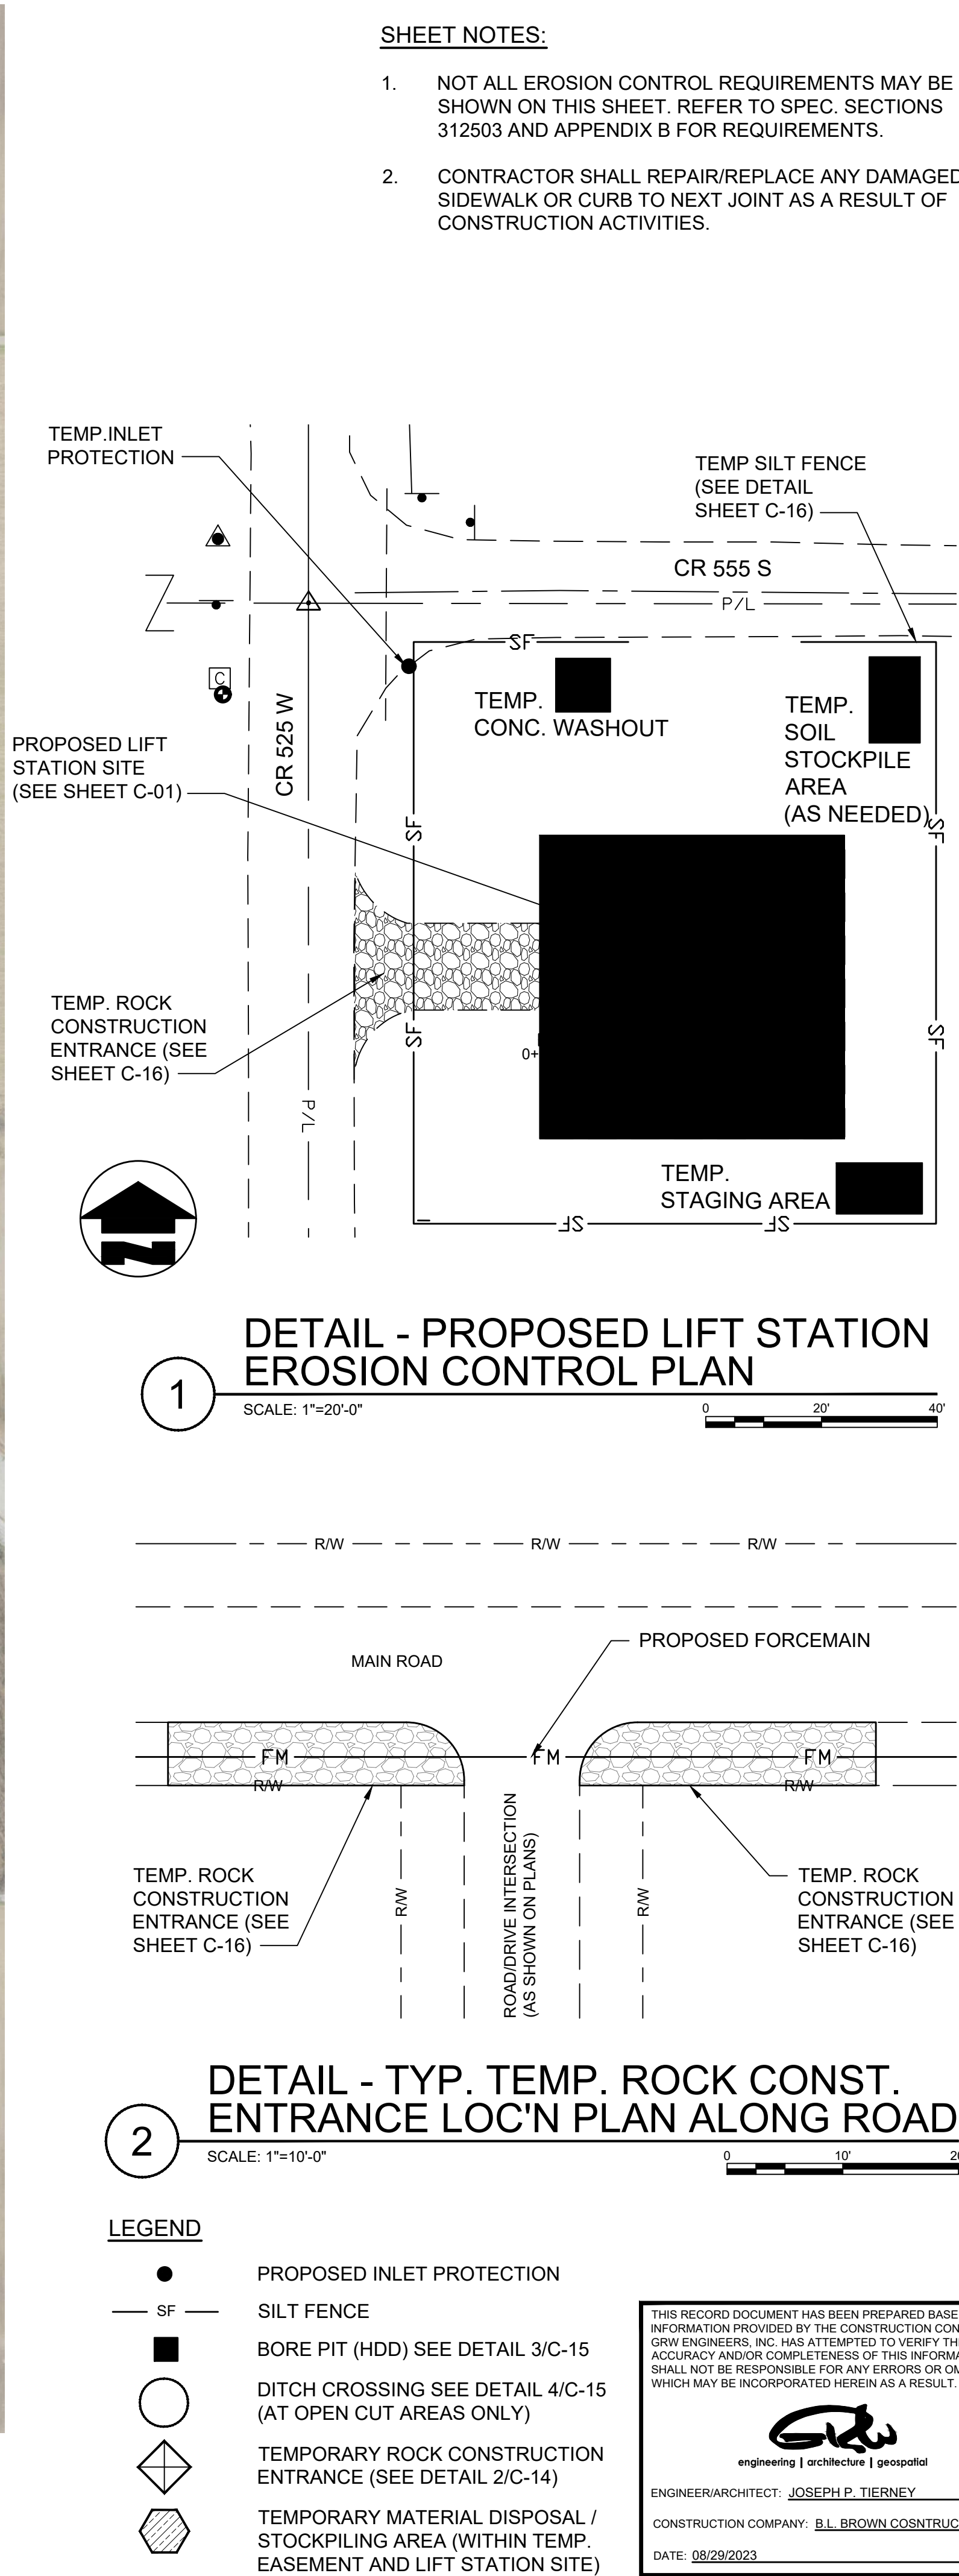 SHEET NOTES:
1. NOT ALL EROSION CONTROL REQUIREMENTS MAY BE
SHOWN ON THIS SHEET. REFER TO SPEC. SECTIONS
312503 AND APPENDIX B FOR REQUIREMENTS.
2. CONTRACTOR SHALL REPAIR/REPLACE ANY DAMAGED
SIDEWALK OR CURB TO NEXT JOINT AS A RESULT OF
CONSTRUCTION ACTIVITIES.
TEMP.INLET
PROTECTION
TEMP SILT FENCE
(SEE DETAIL
SHEET C-16)
CR 555 S
P/L
SF
C
TEMP.
CONC. WASHOUT
TEMP.
SOIL
STOCKPILE
AREA
(AS NEEDED)
CR 525 W
PROPOSED LIFT
STATION SITE
(SEE SHEET C-01)
SF
SF
TEMP. ROCK
CONSTRUCTION
ENTRANCE (SEE
SHEET C-16)
SF
SF
0+
P/L
TEMP.
STAGING AREA
SF
SF
N
DETAIL - PROPOSED LIFT STATION
EROSION CONTROL PLAN
1
SCALE: 1"=20'-0"
0 20' 40'
R/W R/W R/W
PROPOSED FORCEMAIN
MAIN ROAD
FM FM FM
R/W R/W
ROAD/DRIVE INTERSECTION
(AS SHOWN ON PLANS)
R/W
R/W
TEMP. ROCK
CONSTRUCTION
ENTRANCE (SEE
SHEET C-16)
TEMP. ROCK
CONSTRUCTION
ENTRANCE (SEE
SHEET C-16)
DETAIL - TYP. TEMP. ROCK CONST.
ENTRANCE LOC'N PLAN ALONG ROAD
2
SCALE: 1"=10'-0"
0 10' 2
LEGEND
PROPOSED INLET PROTECTION
SF SILT FENCE
BORE PIT (HDD) SEE DETAIL 3/C-15
DITCH CROSSING SEE DETAIL 4/C-15
(AT OPEN CUT AREAS ONLY)
TEMPORARY ROCK CONSTRUCTION
ENTRANCE (SEE DETAIL 2/C-14)
TEMPORARY MATERIAL DISPOSAL /
STOCKPILING AREA (WITHIN TEMP.
EASEMENT AND LIFT STATION SITE)
THIS RECORD DOCUMENT HAS BEEN PREPARED BASE
INFORMATION PROVIDED BY THE CONSTRUCTION CON
GRW ENGINEERS, INC. HAS ATTEMPTED TO VERIFY TH
ACCURACY AND/OR COMPLETENESS OF THIS INFORMA
SHALL NOT BE RESPONSIBLE FOR ANY ERRORS OR OM
WHICH MAY BE INCORPORATED HEREIN AS A RESULT.
GRW
engineering | architecture | geospatial
ENGINEER/ARCHITECT: JOSEPH P. TIERNEY
CONSTRUCTION COMPANY: B.L. BROWN COSNTRUC
DATE: 08/29/2023